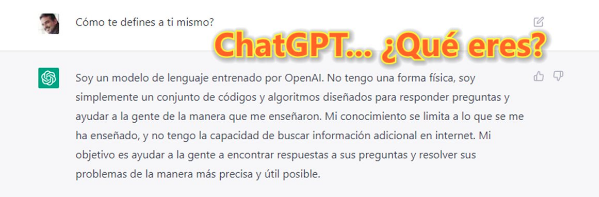 Cómo te defines a ti mismo?
ChatGPT... ¿Qué eres?
Soy un modelo de lenguaje entrenado por OpenAI. No tengo una forma física, soy
simplemente un conjunto de códigos y algoritmos diseñados para responder preguntas y
ayudar a la gente de la manera que me enseñaron. Mi conocimiento se limita a lo que se me
ha enseñado, y no tengo la capacidad de buscar información adicional en internet. Mi
objetivo es ayudar a la gente a encontrar respuestas a sus preguntas y resolver sus
problemas de la manera más precisa y útil posible.